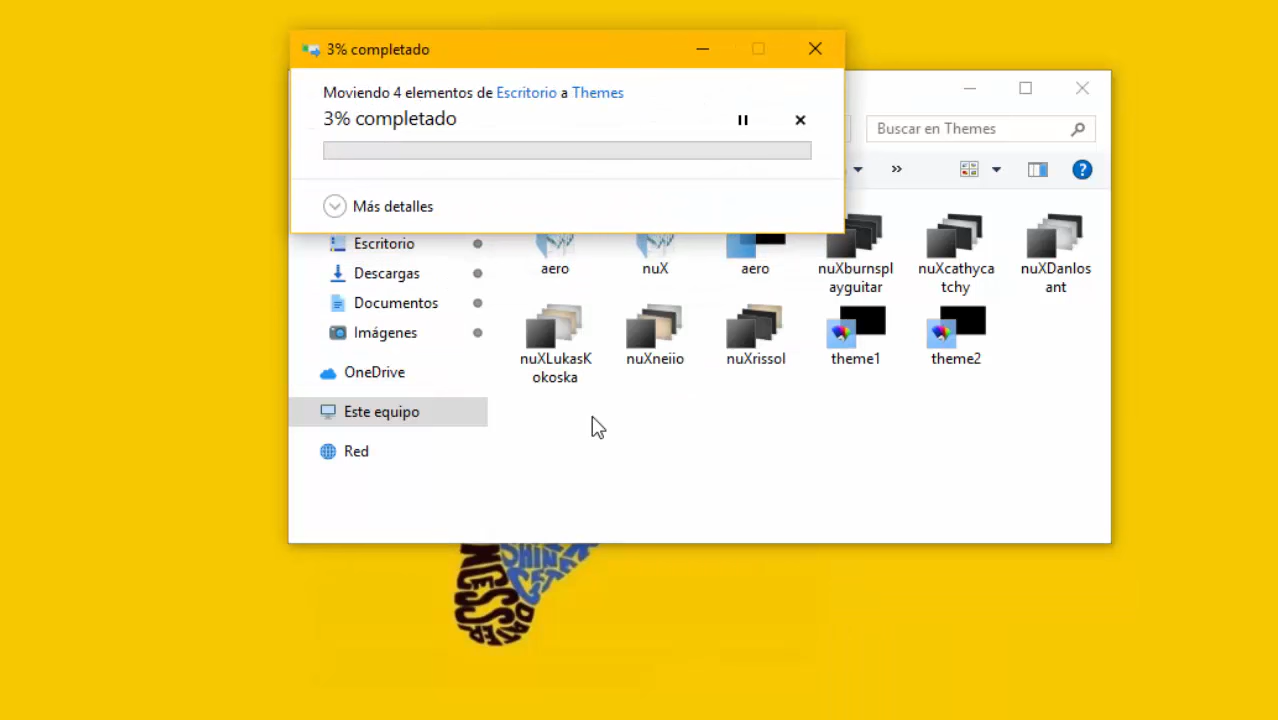 3% completado
Moviendo 4 elementos de Escritorio a Themes
3% completado
Más detalles
Buscar en Themes
Escritorio
Descargas
Documentos
Imágenes
OneDrive
Este equipo
Red
aero
nuX
aero
nuXburnspl
ayguitar
nuXcathyca
tchy
nuXDanlos
ant
nuXLukasK
okoska
nuXneiio
nuXrissol
theme1
theme2
SHINE